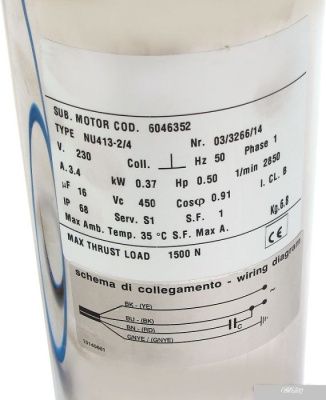 SUB. MOTOR COD. 6046352
TYPE NU413-2/4 Nr. 03/3266/14
V. 230 Coll. Hz 50 Phase 1
A. 3.4 kW 0.37 Hp 0.50 1/min 2850
µF 16 Vc 450 Cosφ 0.91 I. CL. B
IP 68 Serv. S1 S.F. 1 Kg. 6.8
Max Amb. Temp. 35 °C S.F. Max A.
MAX THRUST LOAD 1500 N CE
schema di collegamento - wiring diagram
BK - (YE)
BU - (BK)
BN - (RD) C
GNYE / (GNYE)